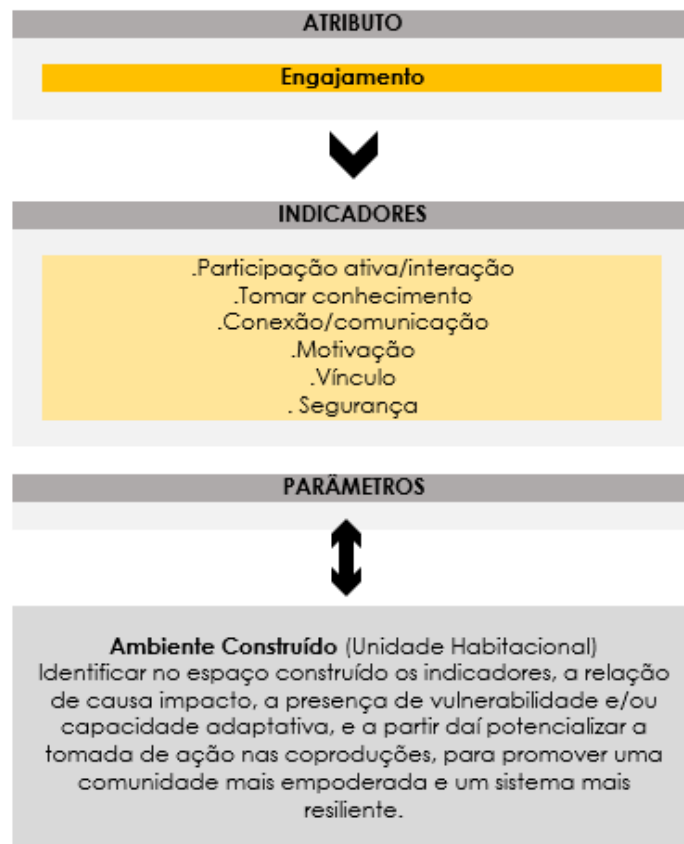 ATRIBUTO
Engajamento
INDICADORES
.Participação ativa/interação
.Tomar conhecimento
.Conexão/comunicação
.Motivação
.Vínculo
. Segurança
PARÂMETROS
Ambiente Construído (Unidade Habitacional)
Identificar no espaço construído os indicadores, a relação
de causa impacto, a presença de vulnerabilidade e/ou
capacidade adaptativa, e a partir daí potencializar a
tomada de ação nas coproduções, para promover uma
comunidade mais empoderada e um sistema mais
resiliente.